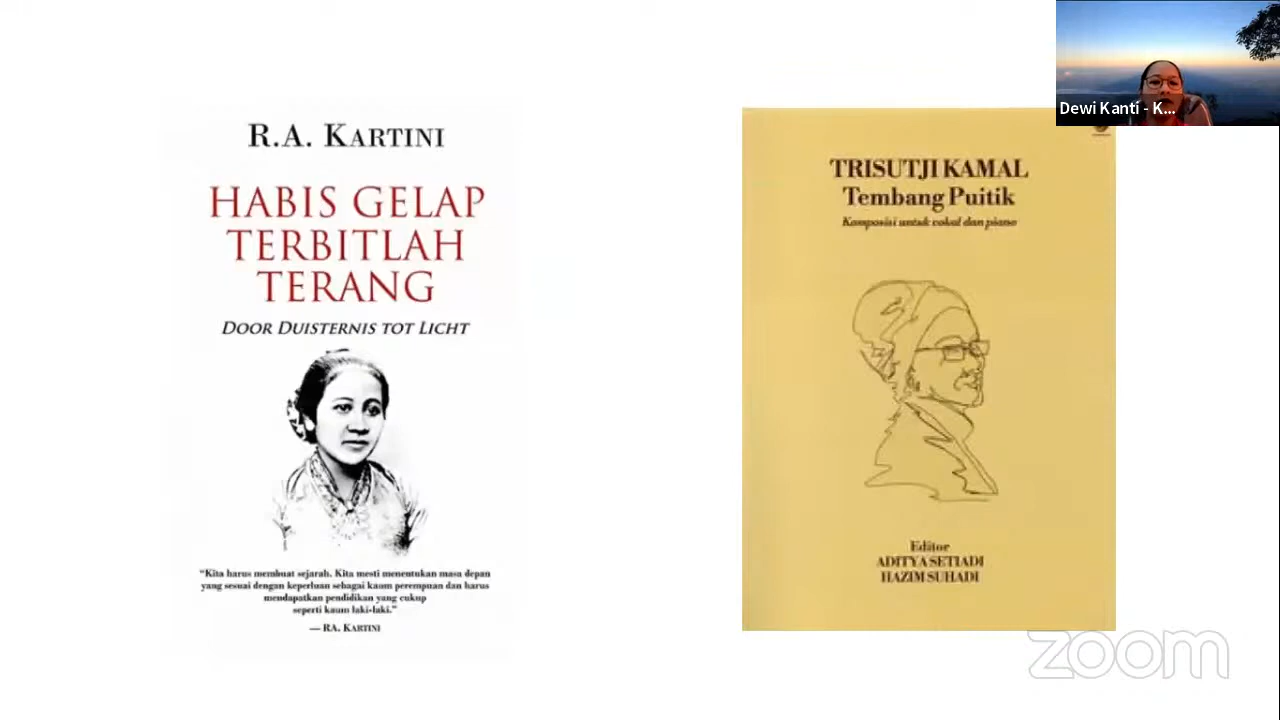 R.A. KARTINI
HABIS GELAP
TERBITLAH
TERANG
DOOR DUISTERNIS TOT LICHT
“Kita harus membuat sejarah. Kita mesti menentukan masa depan
yang sesuai dengan keperluan sebagai kaum perempuan dan harus
mendapatkan pendidikan yang cukup
seperti kaum laki-laki.”
— RA. KARTINI
TRISUTJI KAMAL
Tembang Puitik
Komposisi untuk vokal dan piano
Editor
ADITYA SETIADI
HAZIM SUHADI
Dewi Kanti - K...
zoom